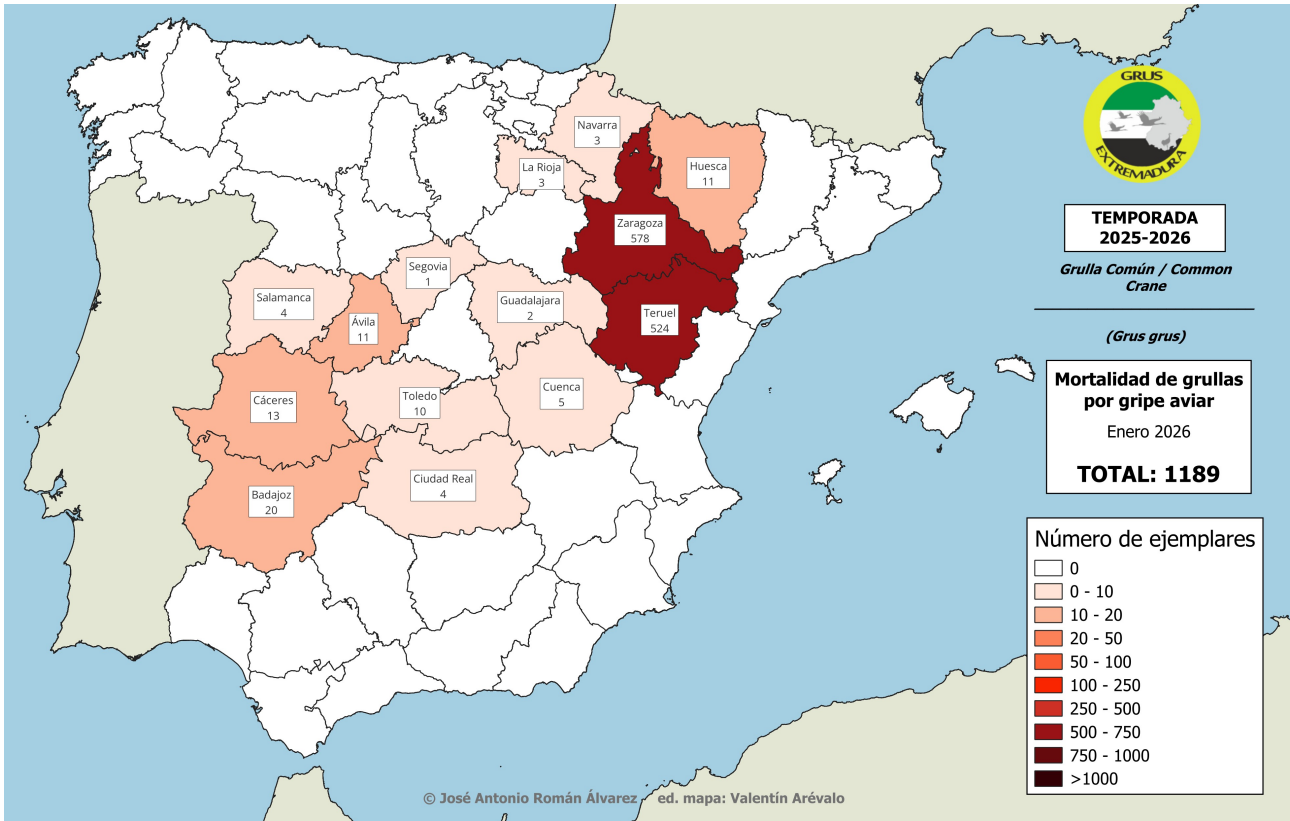 GRUS
EXTREMADURA
TEMPORADA
2025-2026
Grulla Común / Common
Crane
(Grus grus)
Mortalidad de grullas
por gripe aviar
Enero 2026
TOTAL: 1189
Número de ejemplares
0
0 - 10
10 - 20
20 - 50
50 - 100
100 - 250
250 - 500
500 - 750
750 - 1000
>1000
Navarra
3
La Rioja
3
Huesca
11
Zaragoza
578
Segovia
1
Salamanca
4
Ávila
11
Guadalajara
2
Teruel
524
Cáceres
13
Toledo
10
Cuenca
5
Badajoz
20
Ciudad Real
4
© José Antonio Román Álvarez ed. mapa: Valentín Arévalo